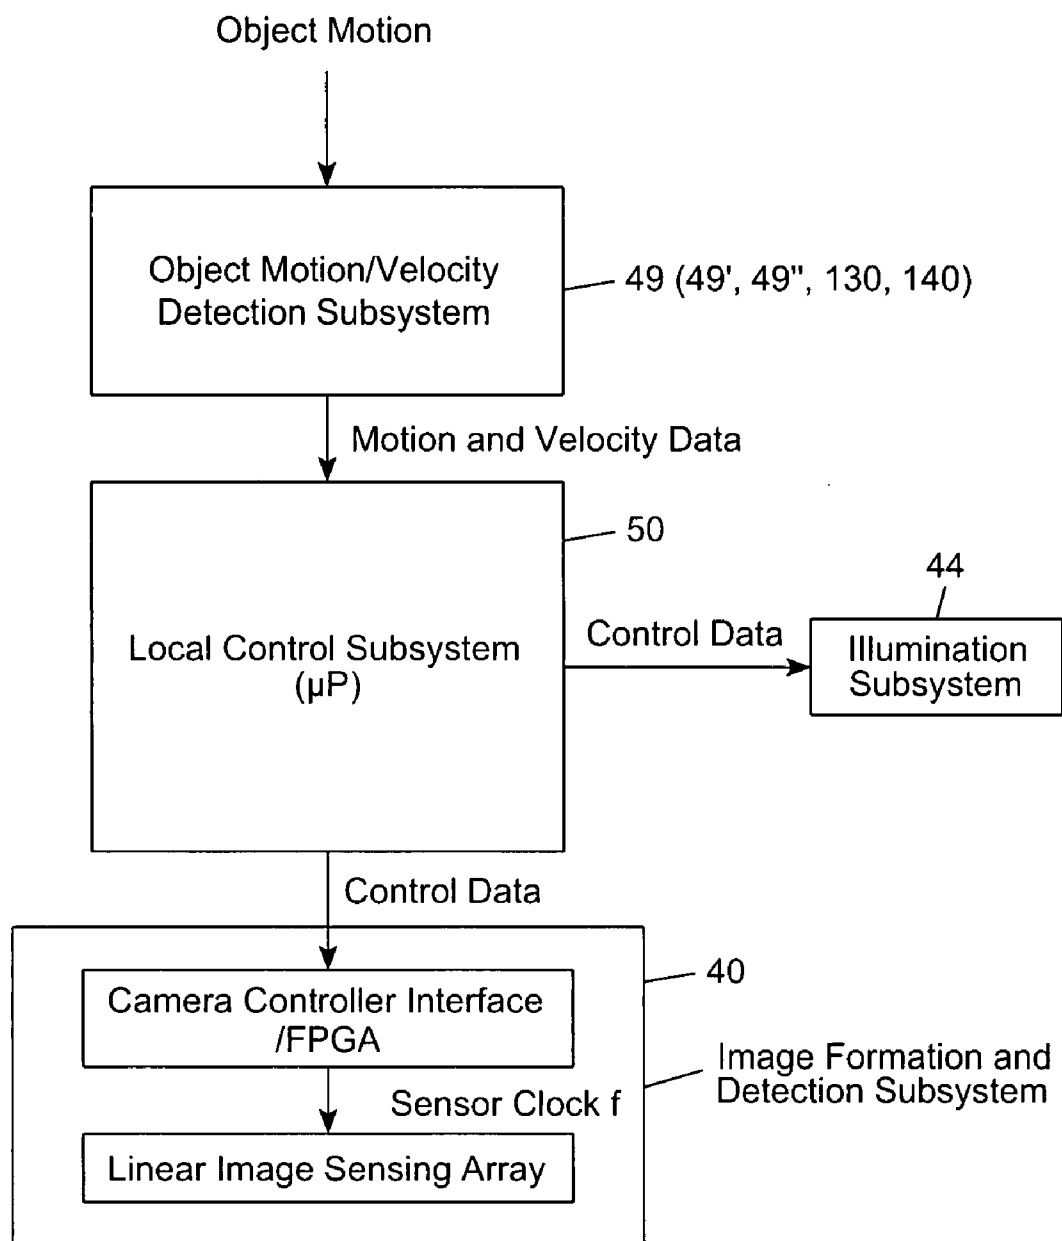 Object Motion
Object Motion/Velocity
Detection Subsystem
49 (49', 49'', 130, 140)
Motion and Velocity Data
50
44
Local Control Subsystem
(µP)
Control Data
Illumination
Subsystem
Control Data
40
Camera Controller Interface
/FPGA
Image Formation and
Detection Subsystem
Sensor Clock f
Linear Image Sensing Array